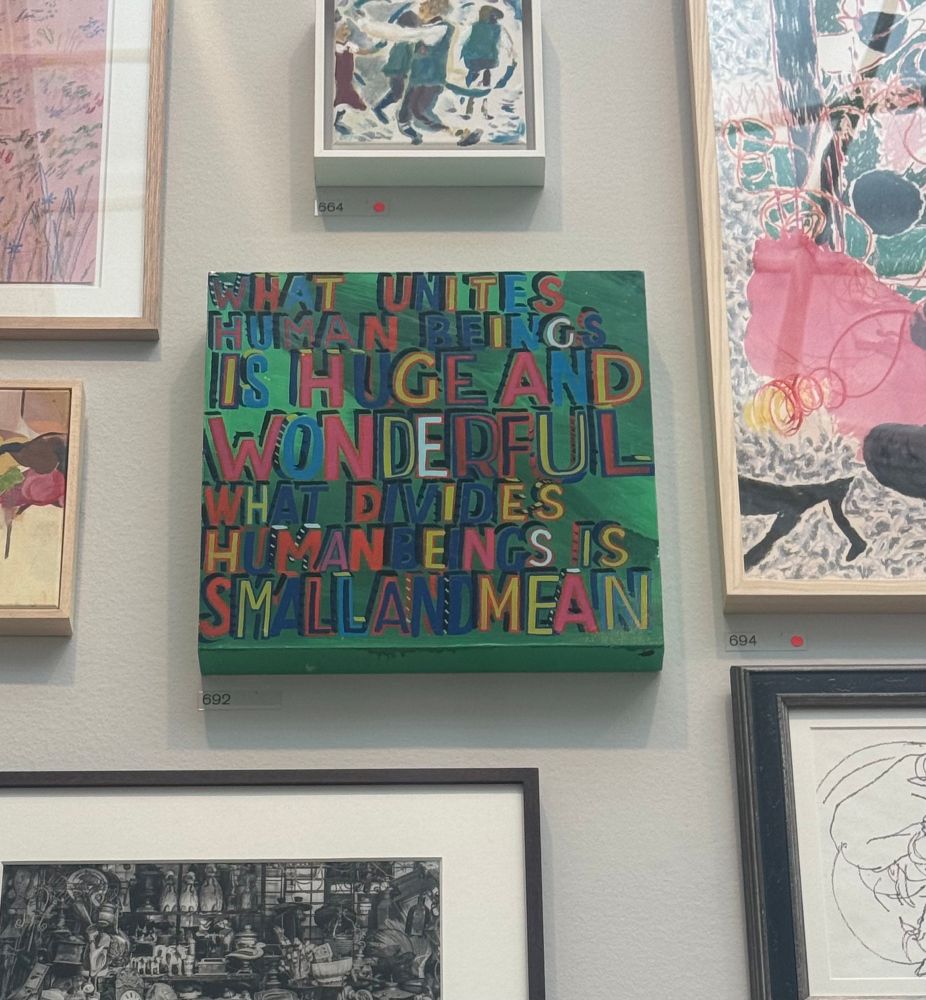 664
WHAT UNITES
HUMAN BEINGS
IS HUGE AND
WONDERFUL
WHAT DIVIDES
HUMAN BEINGS IS
SMALL AND MEAN
694
692